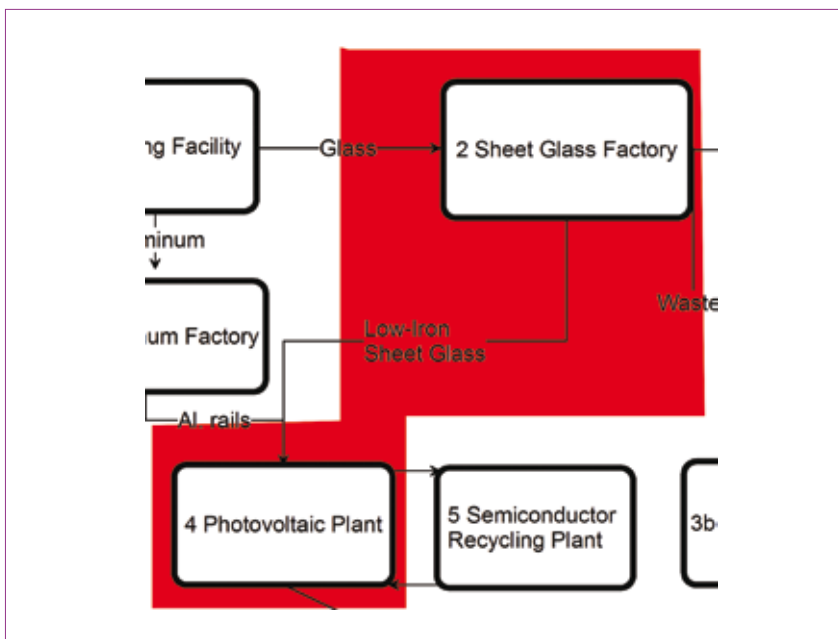 ng Facility
Glass
2 Sheet Glass Factory
minum
Waste
num Factory
Low-Iron
Sheet Glass
AL rails
4 Photovoltaic Plant
5 Semiconductor
Recycling Plant
3b